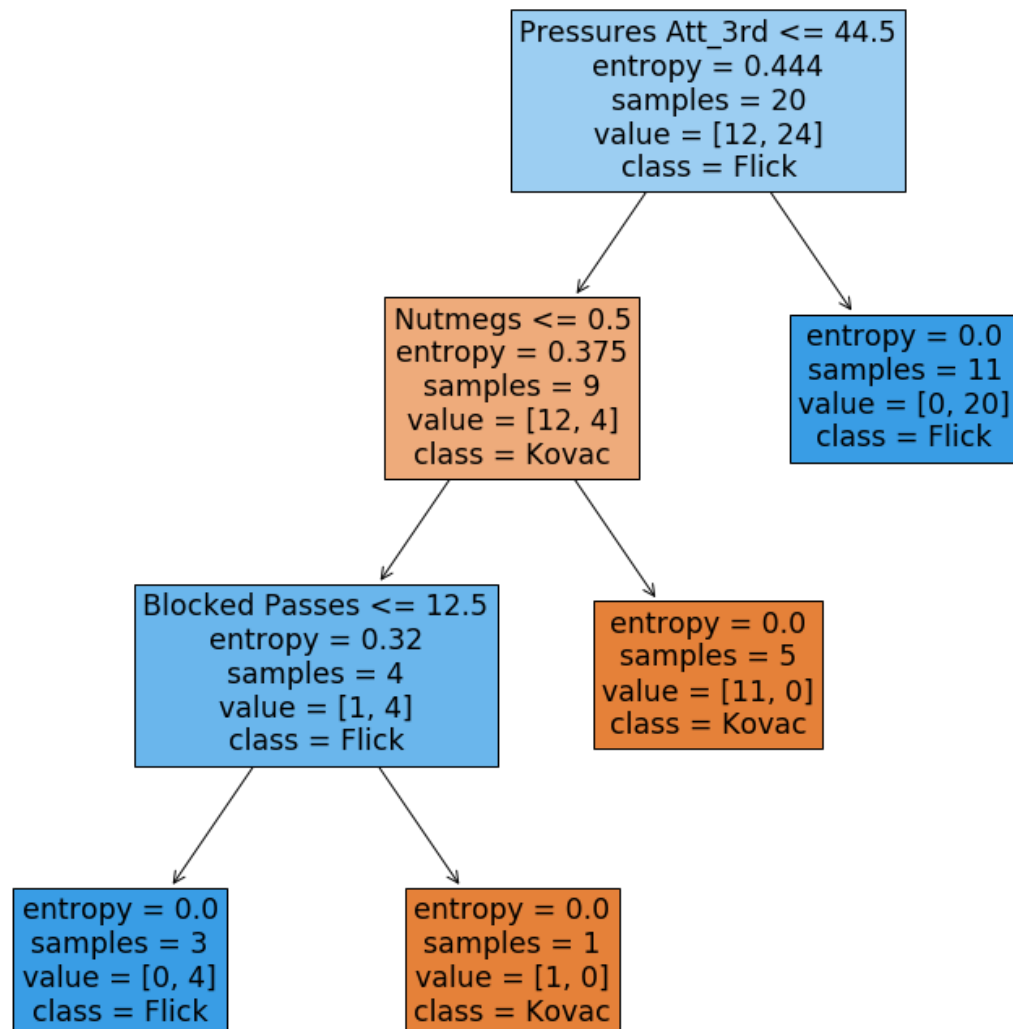 Pressures Att_3rd <= 44.5
entropy = 0.444
samples = 20
value = [12, 24]
class = Flick
Nutmegs <= 0.5
entropy = 0.375
samples = 9
value = [12, 4]
class = Kovac
entropy = 0.0
samples = 11
value = [0, 20]
class = Flick
Blocked Passes <= 12.5
entropy = 0.32
samples = 4
value = [1, 4]
class = Flick
entropy = 0.0
samples = 5
value = [11, 0]
class = Kovac
entropy = 0.0
samples = 3
value = [0, 4]
class = Flick
entropy = 0.0
samples = 1
value = [1, 0]
class = Kovac